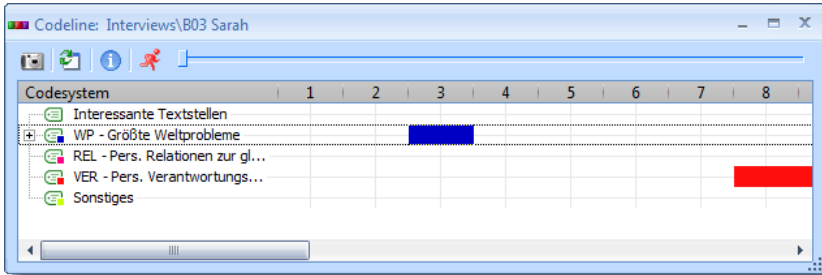 Codeline: Interviews\B03 Sarah
Codesystem 1 2 3 4 5 6 7 8
Interessante Textstellen
WP - Größte Weltprobleme
REL - Pers. Relationen zur gl...
VER - Pers. Verantwortungs...
Sonstiges